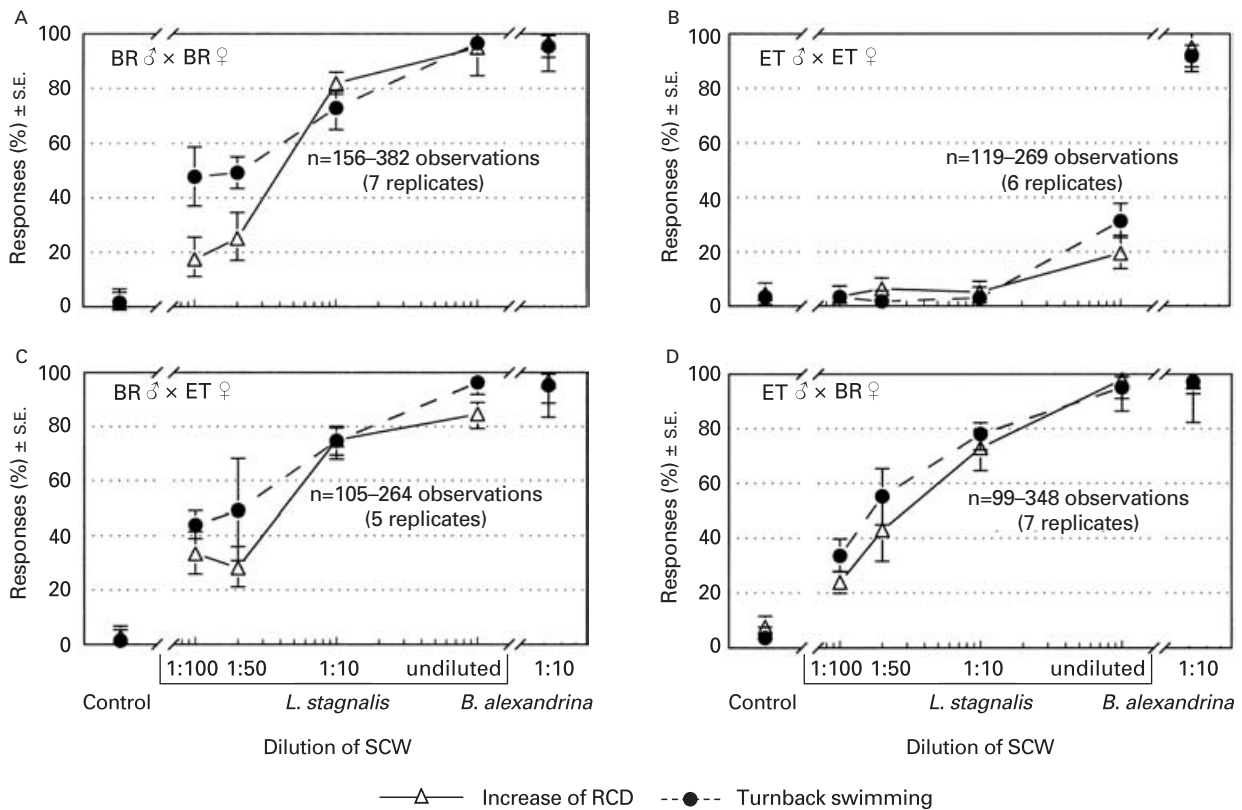 A
BR ♂ × BR ♀
Responses (%) ± S.E.
100
80
60
40
20
0
n=156–382 observations
(7 replicates)
B
ET ♂ × ET ♀
Responses (%) ± S.E.
100
80
60
40
20
0
n=119–269 observations
(6 replicates)
C
BR ♂ × ET ♀
Responses (%) ± S.E.
100
80
60
40
20
0
n=105–264 observations
(5 replicates)
1:100 1:50 1:10 undiluted 1:10
Control L. stagnalis B. alexandrina
Dilution of SCW
D
ET ♂ × BR ♀
Responses (%) ± S.E.
100
80
60
40
20
0
n=99–348 observations
(7 replicates)
1:100 1:50 1:10 undiluted 1:10
Control L. stagnalis B. alexandrina
Dilution of SCW
Increase of RCD Turnback swimming